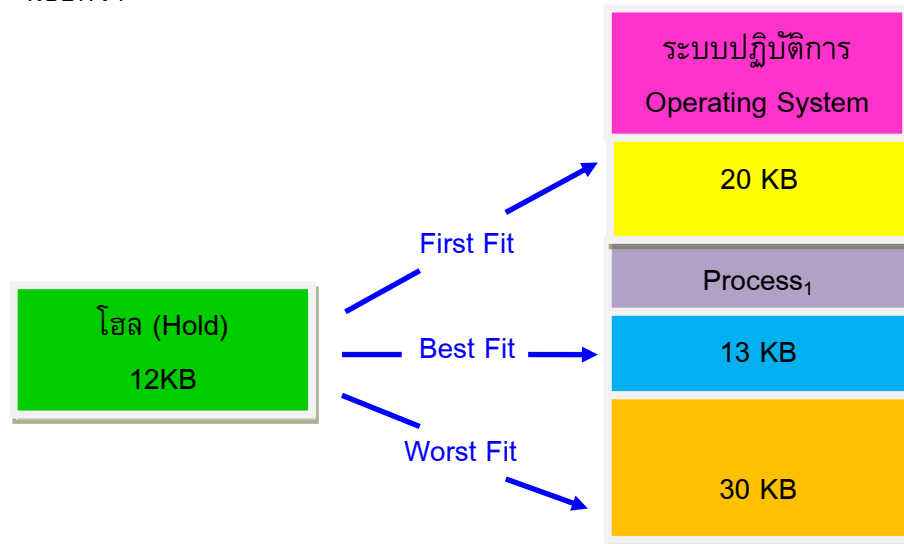 ระบบปฏิบัติการ
Operating System
20 KB
First Fit
Process₁
โฮล (Hold)
12KB
Best Fit
13 KB
Worst Fit
30 KB